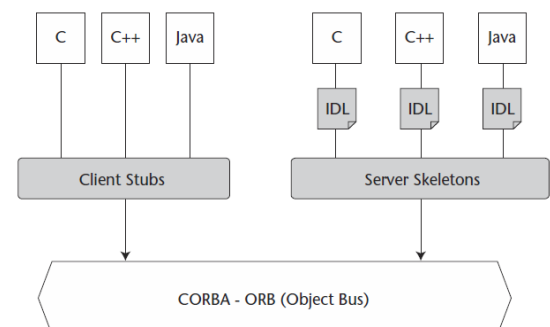 C C++ Java C C++ Java
IDL IDL IDL
Client Stubs Server Skeletons
CORBA - ORB (Object Bus)